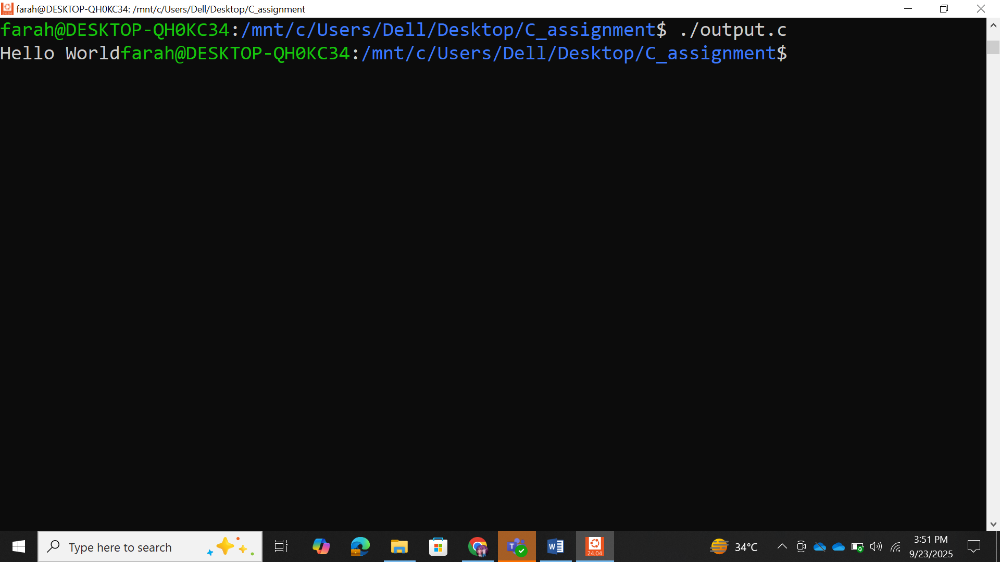 farah@DESKTOP-QH0KC34: /mnt/c/Users/Dell/Desktop/C_assignment
farah@DESKTOP-QH0KC34:/mnt/c/Users/Dell/Desktop/C_assignment$ ./output.c
Hello Worldfarah@DESKTOP-QH0KC34:/mnt/c/Users/Dell/Desktop/C_assignment$
Type here to search
24.04
34°C
3:51 PM
9/23/2025